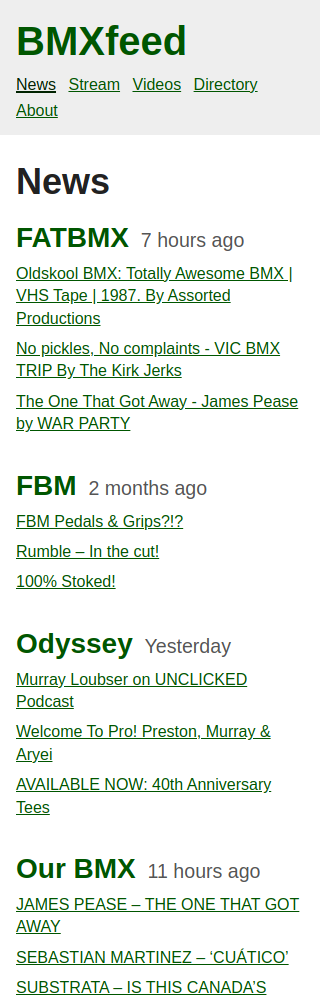 BMXfeed
News Stream Videos Directory
About
News
FATBMX 7 hours ago
Oldskool BMX: Totally Awesome BMX |
VHS Tape | 1987. By Assorted
Productions
No pickles, No complaints - VIC BMX
TRIP By The Kirk Jerks
The One That Got Away - James Pease
by WAR PARTY
FBM 2 months ago
FBM Pedals & Grips?!?
Rumble – In the cut!
100% Stoked!
Odyssey Yesterday
Murray Loubser on UNCLICKED
Podcast
Welcome To Pro! Preston, Murray &
Aryei
AVAILABLE NOW: 40th Anniversary
Tees
Our BMX 11 hours ago
JAMES PEASE – THE ONE THAT GOT
AWAY
SEBASTIAN MARTINEZ – ‘CUÁTICO’
SUBSTRATA – IS THIS CANADA’S